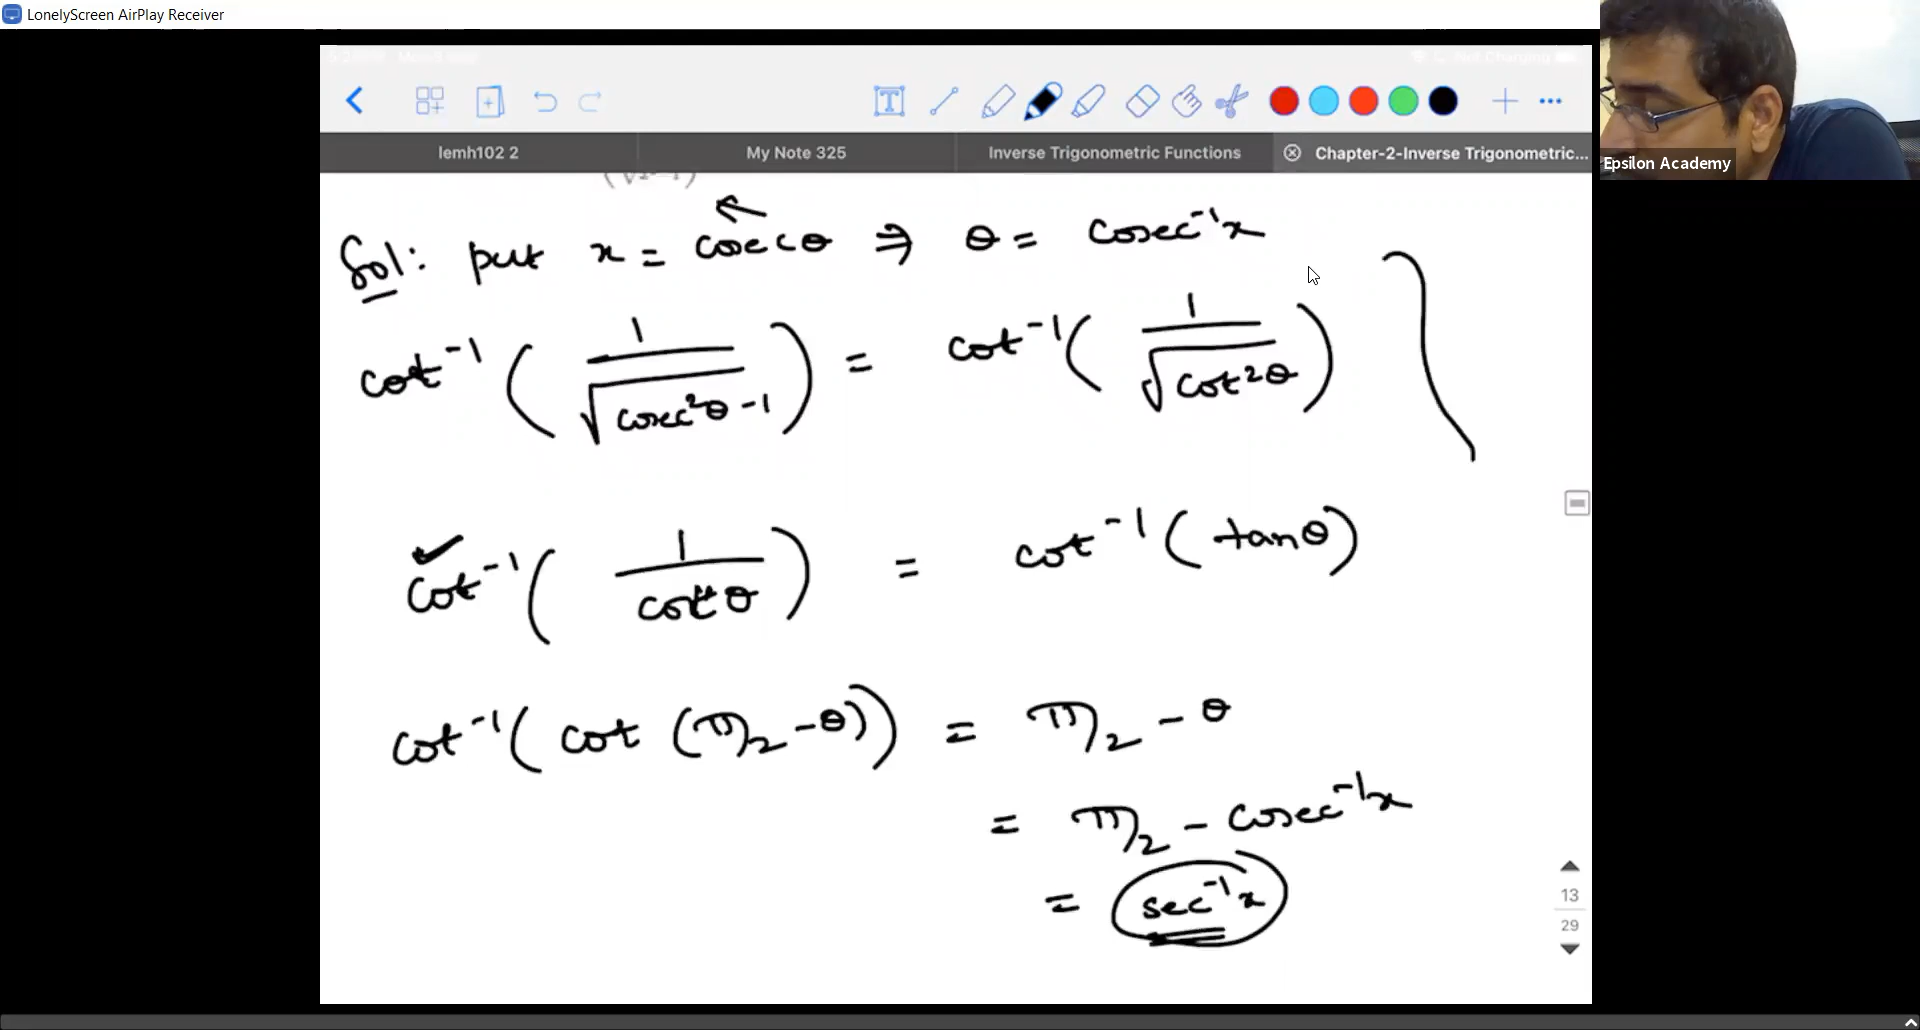 LonelyScreen AirPlay Receiver
Epsilon Academy
T
lemh102 2
My Note 325
Inverse Trigonometric Functions
Chapter-2-Inverse Trigonometric...
Sol: put x = cosecθ ⇒ θ = cosec⁻¹x
cot⁻¹(1/√(cosec²θ-1)) = cot⁻¹(1/√(cot²θ))
cot⁻¹(1/cotθ) = cot⁻¹(tanθ)
cot⁻¹(cot(π/2-θ)) = π/2 - θ
= π/2 - cosec⁻¹x
= sec⁻¹x
13
29